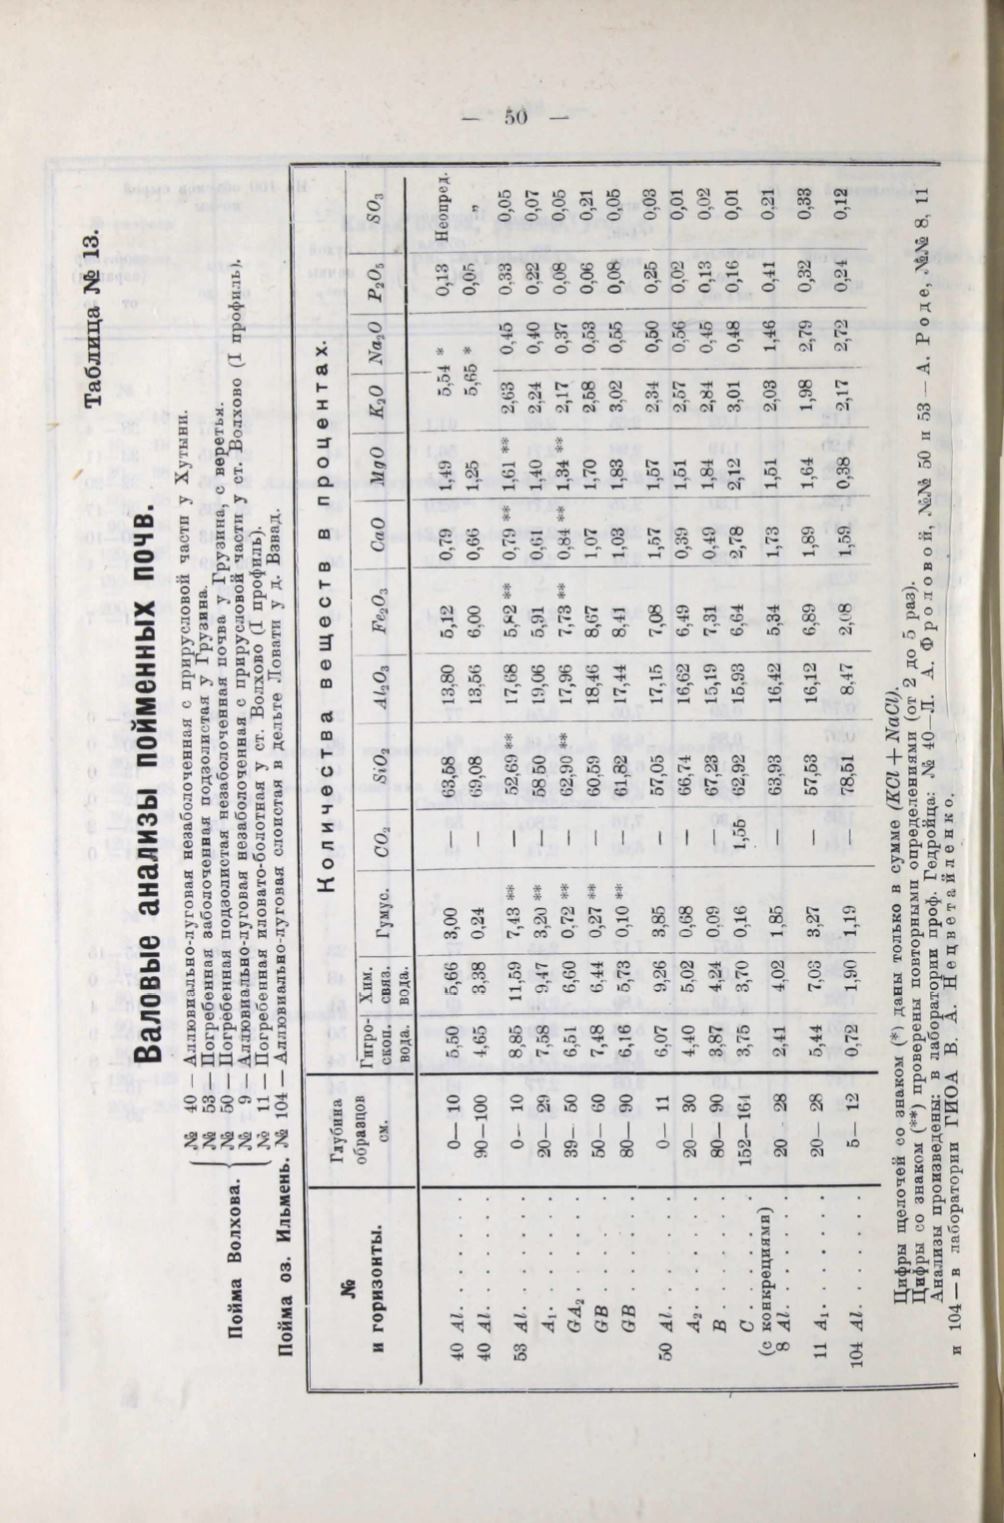 — 50 —
Таблица № 13.
Валовые анализы пойменных почв.
Пойма Волхова.
№ 40 — Аллювиально-луговая незаболоченная с прирусловой части у Хутыни.
№ 53 — Погребенная заболоченная подзолистая у Грузина.
№ 50 — Погребенная подзолистая незаболоченная почва у Грузина, с веретья.
№ 9 — Аллювиально-луговая незаболоченная с прирусловой части у ст. Волхово (I профиль).
№ 11 — Погребенная иловато-болотная у ст. Волхово (I профиль).
Пойма оз. Ильмень. № 104 — Аллювиально-луговая слоистая в дельте Ловати у д. Взвад.
№ и горизонты. Глубина образцов см. Количества веществ в процентах.
Гигро-скоп. вода. Хим. связ. вода. Гумус. CO₂ SiO₂ Al₂O₃ Fe₂O₃ CaO MgO K₂O Na₂O P₂O₅ SO₃
40 Al. . . . . . 0— 10 5,50 5,66 3,00 — 63,58 13,80 5,12 0,79 1,49 5,54 * 0,13 Неопред.
40 Al. . . . . . 90—100 4,65 3,38 0,24 — 69,08 13,56 6,00 0,66 1,25 5,65 * 0,05 „
53 Al. . . . . . 0— 10 8,85 11,59 7,43 ** — 52,69 ** 17,68 5,82 ** 0,79 ** 1,61 ** 2,63 0,45 0,33 0,05
A₁. . . . . . 20— 29 7,58 9,47 3,20 ** — 58 50 19,06 5,91 0,61 1,40 2,24 0,40 0,22 0,07
GA₂ . . . . . 39— 50 6,51 6,60 0,72 ** — 62,90 ** 17,96 7,73 ** 0,84 ** 1,34 ** 2,17 0,37 0,08 0,05
GB . . . . . . 50— 60 7,48 6,44 0,27 ** — 60,59 18,46 8,67 1,07 1,70 2,58 0,53 0,06 0,21
GB . . . . . . 80— 90 6,16 5,73 0,10 ** — 61,82 17,44 8,41 1,03 1,83 3,02 0,55 0,08 0,05
50 Al. . . . . . 0— 11 6,07 9,26 3,85 — 57,05 17,15 7,08 1,57 1,57 2,34 0,50 0,25 0,03
A₂. . . . . . 20— 30 4,40 5,02 0,68 — 66,74 16,62 6,49 0,39 1,51 2,57 0,56 0,02 0,01
B . . . . . . 80— 90 3,87 4,24 0,09 — 67,23 15,19 7,31 0,49 1,84 2,84 0,45 0,13 0,02
C . . . . . . 152—164 3,75 3,70 0,16 1,55 62,92 15,93 6,64 2,78 2,12 3,01 0,48 0,16 0,01
(с конкрециями)
8 Al. . . . . . 20 28 2,41 4,02 1,85 — 63,93 16,42 5,34 1,73 1,51 2,03 1,46 0,41 0,21
11 A₁. . . . . . 20— 28 5,44 7,03 3,27 — 57,53 16,12 6,89 1,89 1,64 1,98 2,79 0,32 0,33
104 Al. . . . . . 5— 12 0,72 1,90 1,19 — 78,51 8,47 2,08 1,59 0,38 2,17 2,72 0,24 0,12
Цифры щелочей со знаком (*) даны только в сумме (KCl + NaCl).
Цифры со знаком (**) проверены повторными определениями (от 2 до 5 раз).
Анализы произведены: в лаборатории проф. Гедройца: № 40—Л. А. Фроловой, №№ 50 и 53 — А. Роде, №№ 8, 11
и 104 — в лаборатории ГИОА В. А. Нецветайленко.